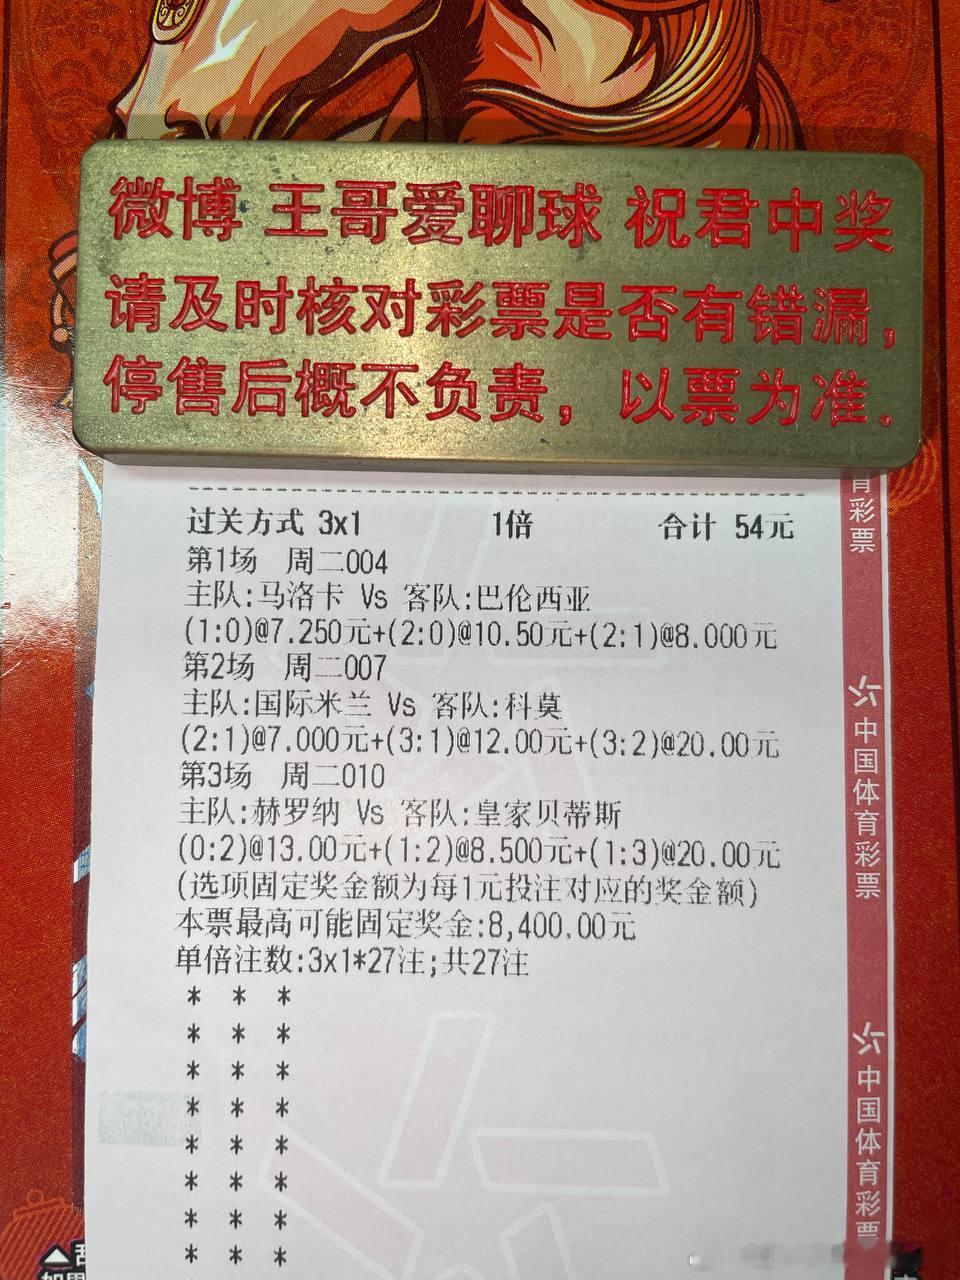 微博 王哥爱聊球 祝君中奖
请及时核对彩票是否有错漏，
停售后概不负责，以票为准.
过关方式 3x1 1倍 合计 54元
第1场 周二004
主队:马洛卡 Vs 客队:巴伦西亚
(1:0)@7.250元+(2:0)@10.50元+(2:1)@8.000元
第2场 周二007
主队:国际米兰 Vs 客队:科莫
(2:1)@7.000元+(3:1)@12.00元+(3:2)@20.00元
第3场 周二010
主队:赫罗纳 Vs 客队:皇家贝蒂斯
(0:2)@13.00元+(1:2)@8.500元+(1:3)@20.00元
(选项固定奖金额为每1元投注对应的奖金额)
本票最高可能固定奖金:8,400.00元
单倍注数:3x1*27注;共27注
* * *
* * *
* * *
* * *
* * *
* * *
* * *
* * *
育彩票
中国体育彩票
中国体育彩票